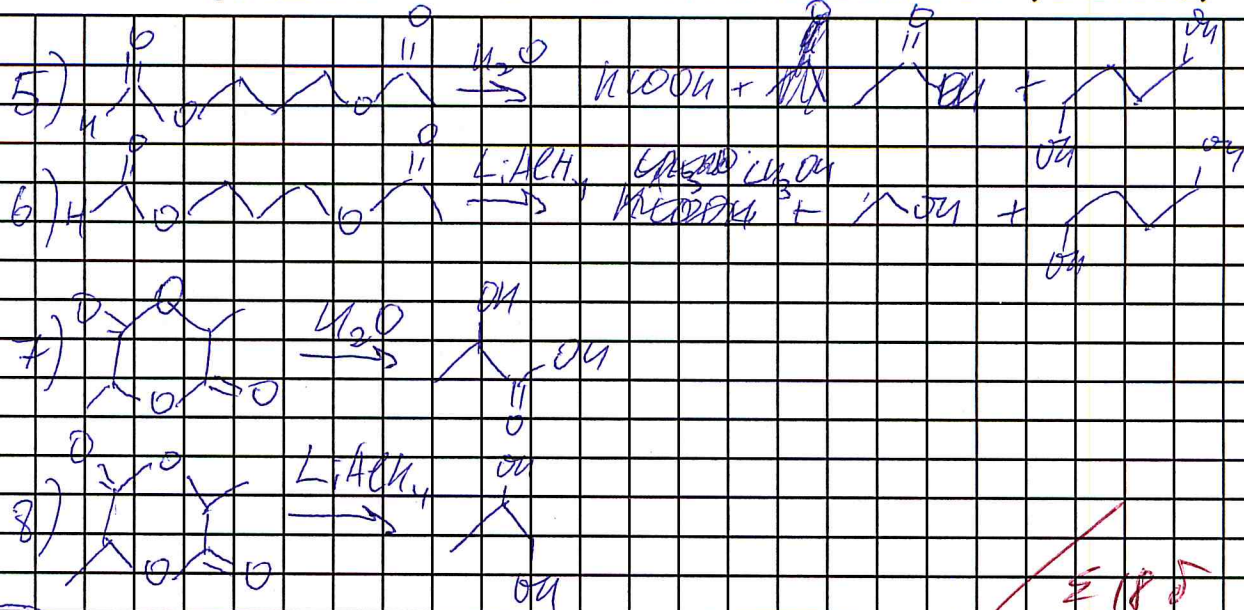 5) H O O O O H₂O → HCOOH + O OH + OH OH
6) H O O O O LiAlH₄ → CH₃OH + OH + OH OH
7) O O O O H₂O → OH OH O
8) O O O O LiAlH₄ → OH OH
Σ 18 б